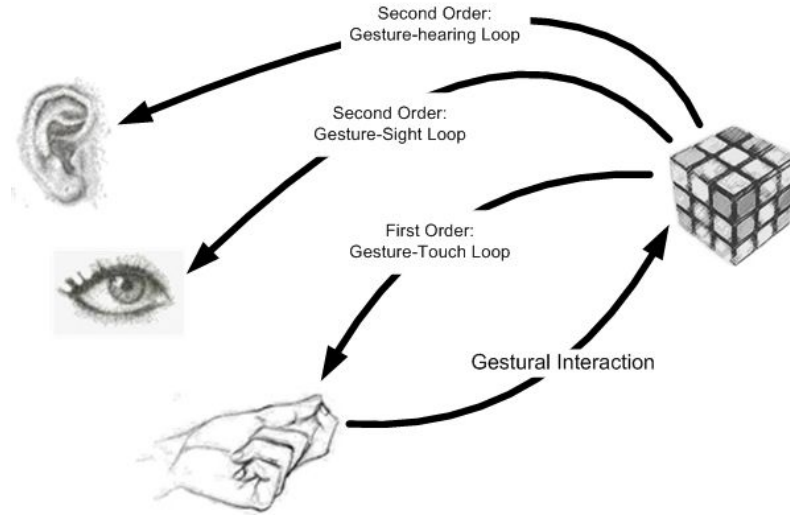 Second Order:
Gesture-hearing Loop
Second Order:
Gesture-Sight Loop
First Order:
Gesture-Touch Loop
Gestural Interaction